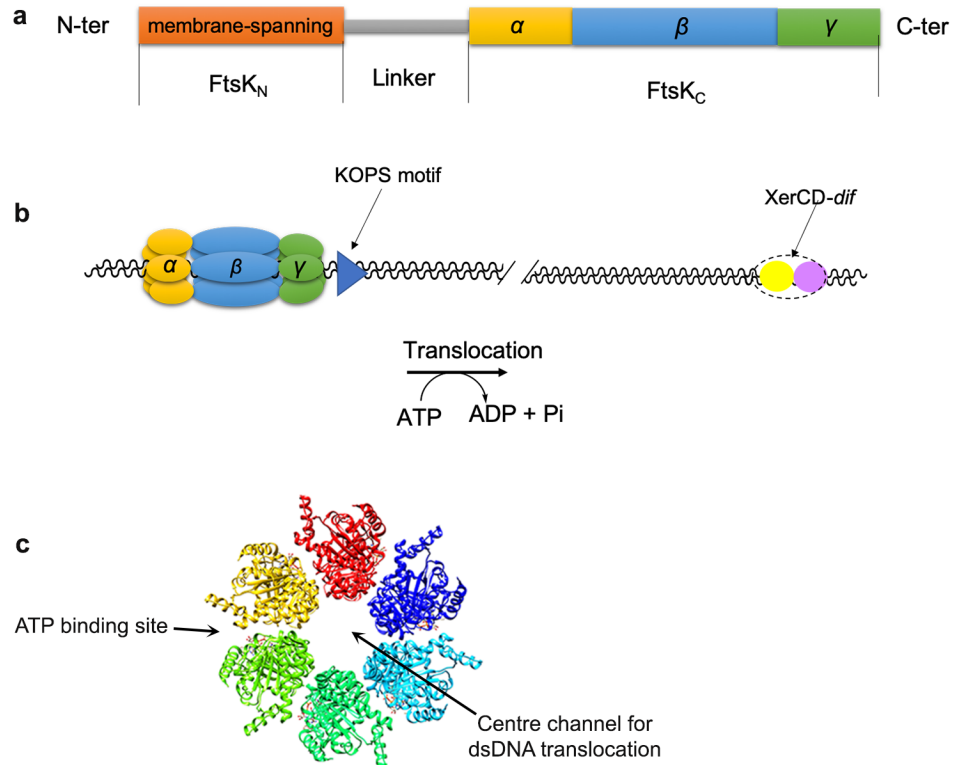 a
N-ter
membrane-spanning
α
β
γ
C-ter
FtsKN
Linker
FtsKC
b
KOPS motif
XerCD-dif
α
β
γ
Translocation
ATP
ADP + Pi
c
ATP binding site
Centre channel for
dsDNA translocation